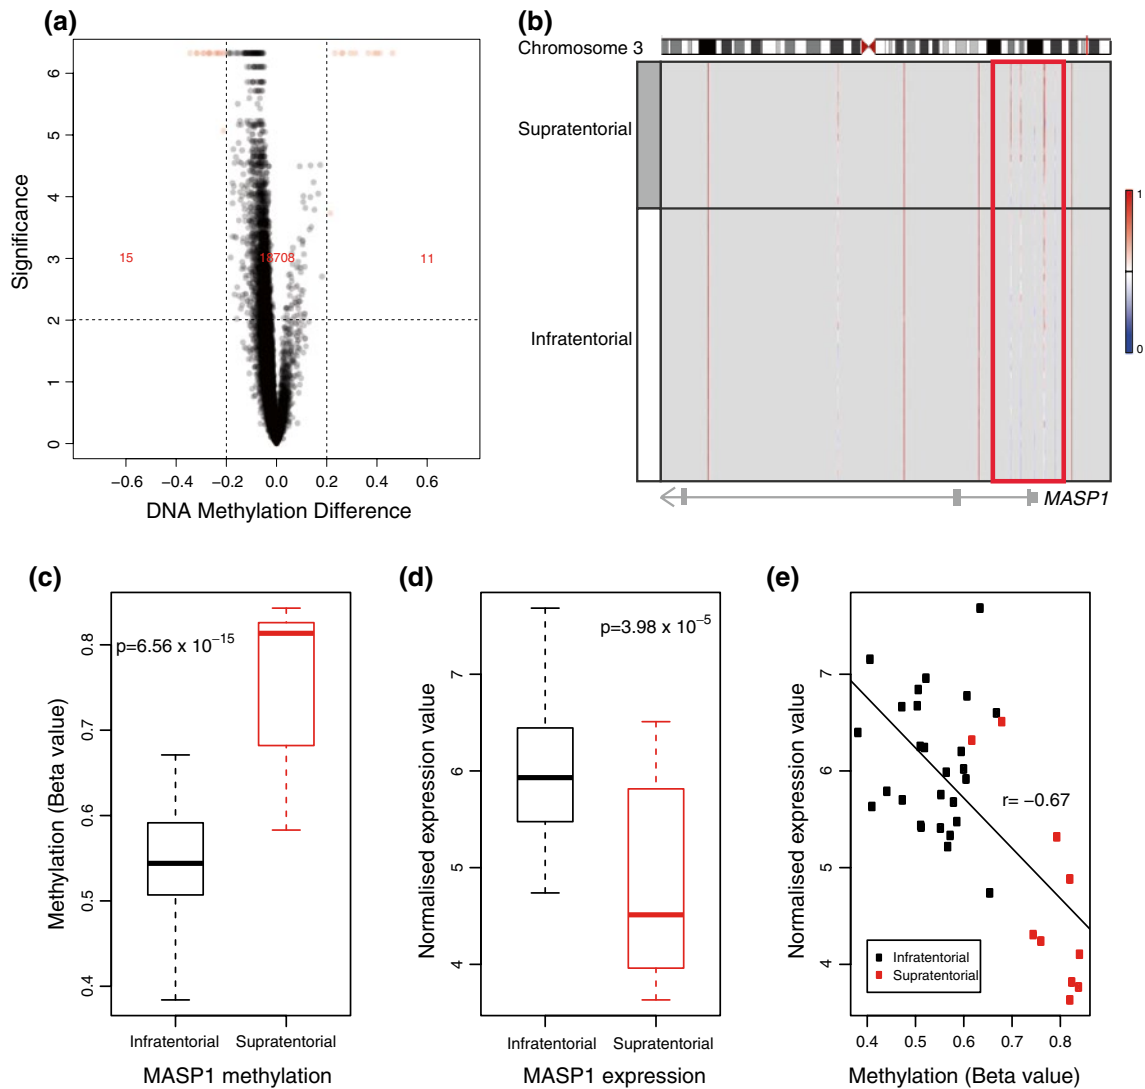 (a)
6
5
4
3
2
1
0
Significance
15
18708
11
−0.6 −0.4 −0.2 0.0 0.2 0.4 0.6
DNA Methylation Difference
(b)
Chromosome 3
Supratentorial
Infratentorial
MASP1
1
0
(c)
p=6.56 x 10−15
0.8
0.7
0.6
0.5
0.4
Methylation (Beta value)
Infratentorial Supratentorial
MASP1 methylation
(d)
p=3.98 x 10−5
7
6
5
4
Normalised expression value
Infratentorial Supratentorial
MASP1 expression
(e)
7
6
5
4
Normalised expression value
r= −0.67
Infratentorial
Supratentorial
0.4 0.5 0.6 0.7 0.8
Methylation (Beta value)